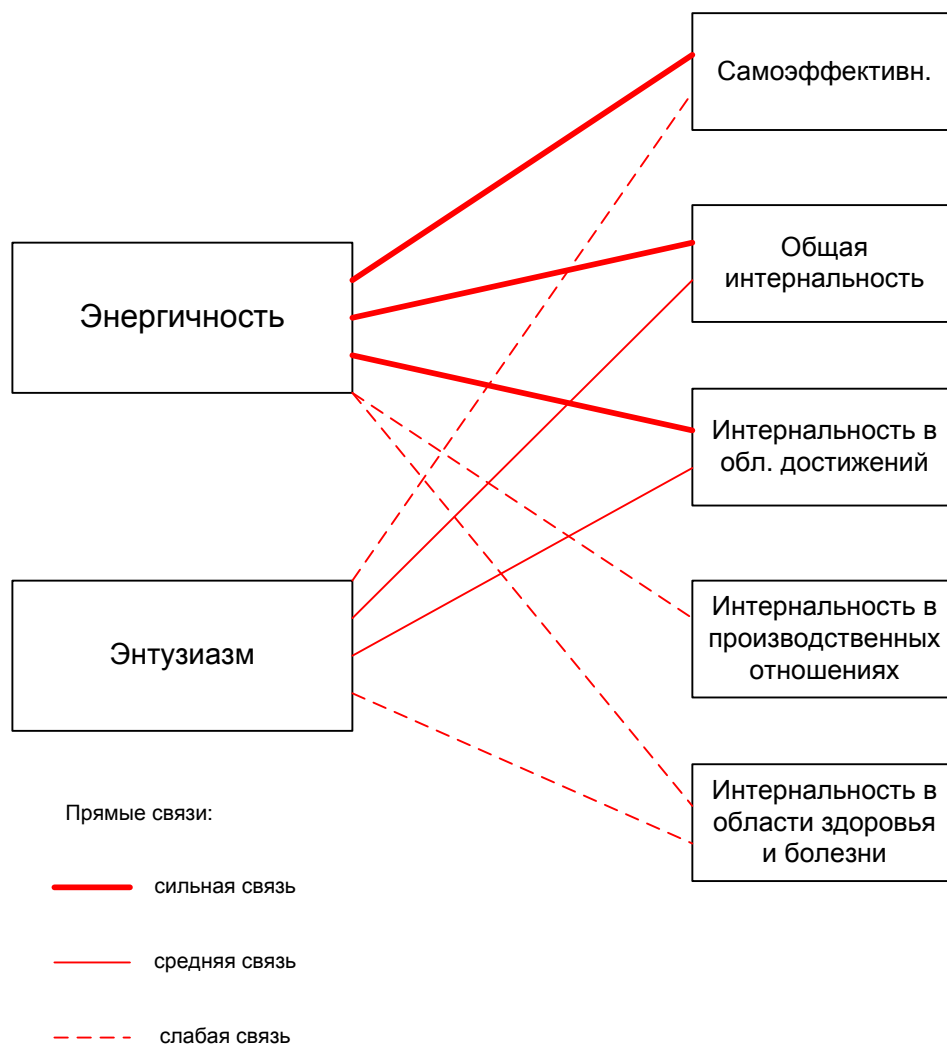 Самоэффективн.
Общая
интернальность
Энергичность
Интернальность в
обл. достижений
Энтузиазм
Интернальность в
производственных
отношениях
Интернальность в
области здоровья
и болезни
Прямые связи:
сильная связь
средняя связь
слабая связь